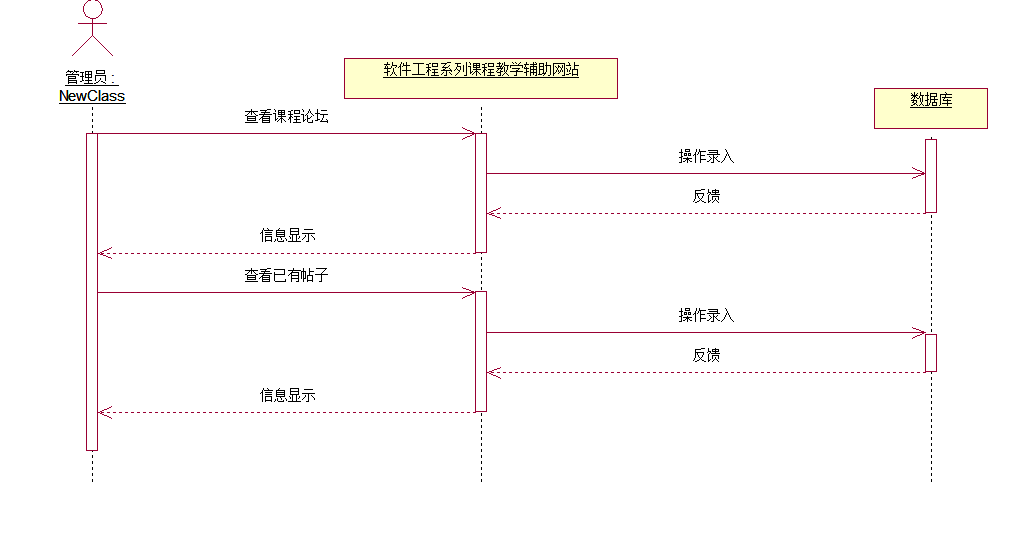 管理员：
NewClass
软件工程系列课程教学辅助网站
数据库
查看课程论坛
操作录入
反馈
信息显示
查看已有帖子
操作录入
反馈
信息显示